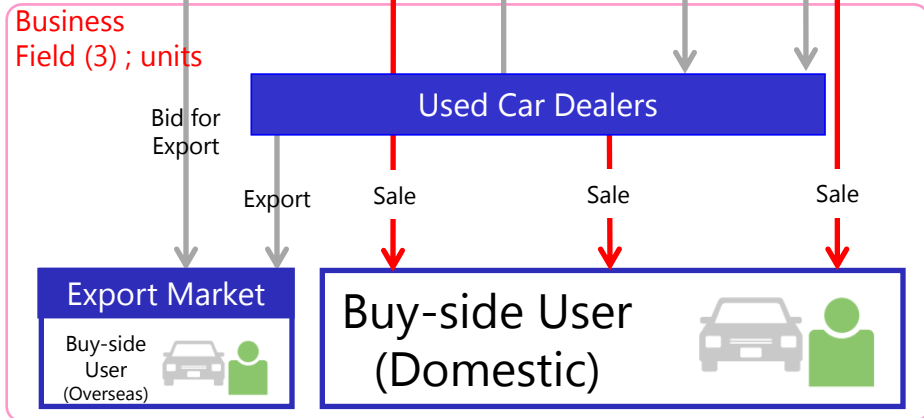 Business
Field (3) ; units
Used Car Dealers
Bid for
Export
Export
Sale
Sale
Sale
Export Market
Buy-side
User
(Overseas)
Buy-side User
(Domestic)